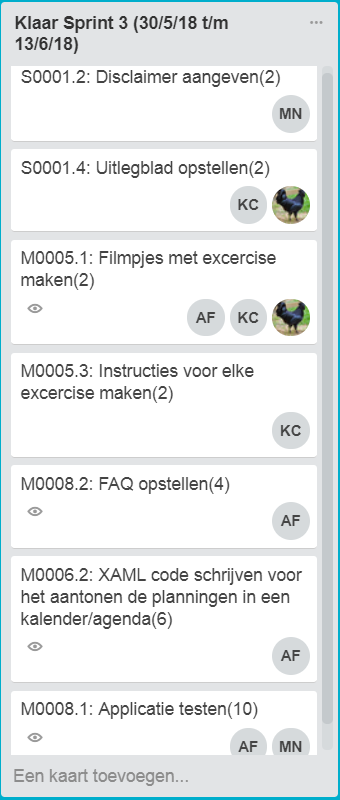 Klaar Sprint 3 (30/5/18 t/m
13/6/18)
S0001.2: Disclaimer aangeven(2)
MN
S0001.4: Uitlegblad opstellen(2)
KC
M0005.1: Filmpjes met excercise
maken(2)
AF KC
M0005.3: Instructies voor elke
excercise maken(2)
KC
M0008.2: FAQ opstellen(4)
AF
M0006.2: XAML code schrijven voor
het aantonen de planningen in een
kalender/agenda(6)
AF
M0008.1: Applicatie testen(10)
AF MN
Een kaart toevoegen...